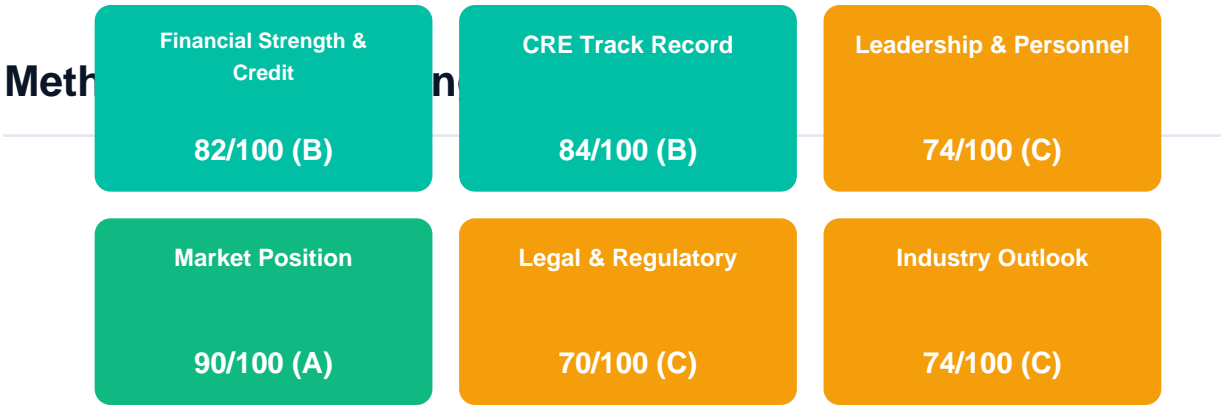 Financial Strength &
Credit
82/100 (B)
CRE Track Record
84/100 (B)
Leadership & Personnel
74/100 (C)
Market Position
90/100 (A)
Legal & Regulatory
70/100 (C)
Industry Outlook
74/100 (C)